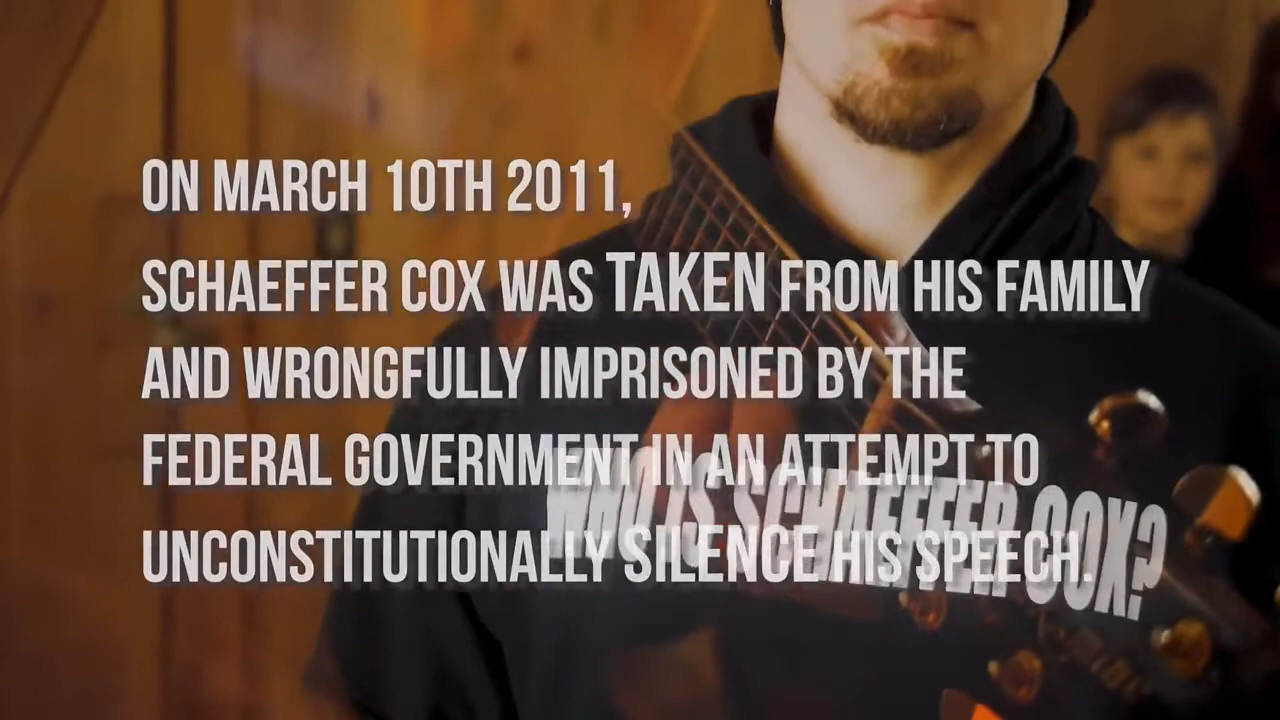 ON MARCH 10TH 2011,
SCHAEFFER COX WAS TAKEN FROM HIS FAMILY
AND WRONGFULLY IMPRISONED BY THE
FEDERAL GOVERNMENT IN AN ATTEMPT TO
UNCONSTITUTIONALLY SILENCE HIS SPEECH.
WHO IS SCHAEFFER COX?